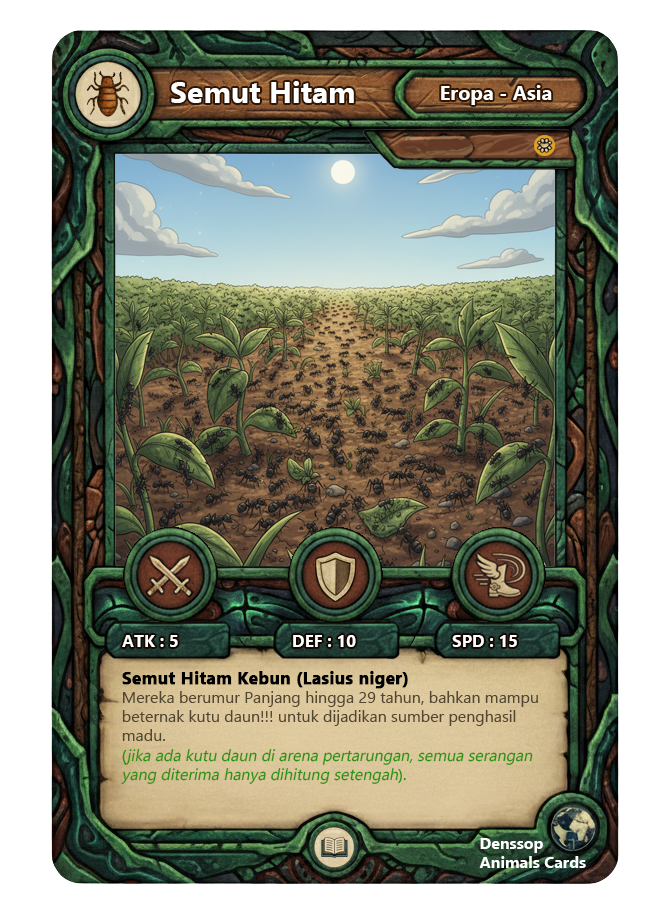 Semut Hitam
Eropa - Asia
ATK : 5
DEF : 10
SPD : 15
Semut Hitam Kebun (Lasius niger)
Mereka berumur Panjang hingga 29 tahun, bahkan mampu
beternak kutu daun!!! untuk dijadikan sumber penghasil
madu.
(jika ada kutu daun di arena pertarungan, semua serangan
yang diterima hanya dihitung setengah).
Denssop
Animals Cards